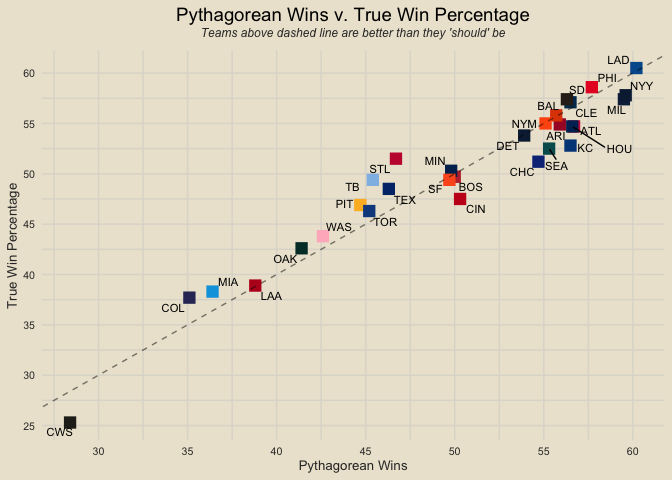 Pythagorean Wins v. True Win Percentage
Teams above dashed line are better than they 'should' be
60
55
50
45
40
35
30
25
True Win Percentage
LAD
PHI
NYY
SD
BAL
MIL
CLE
NYM
ARI
ATL
DET
KC
HOU
MIN
SEA
STL
CHC
TB
SF
BOS
TEX
PIT
CIN
TOR
WAS
OAK
MIA
LAA
COL
CWS
30
35
40
45
50
55
60
Pythagorean Wins